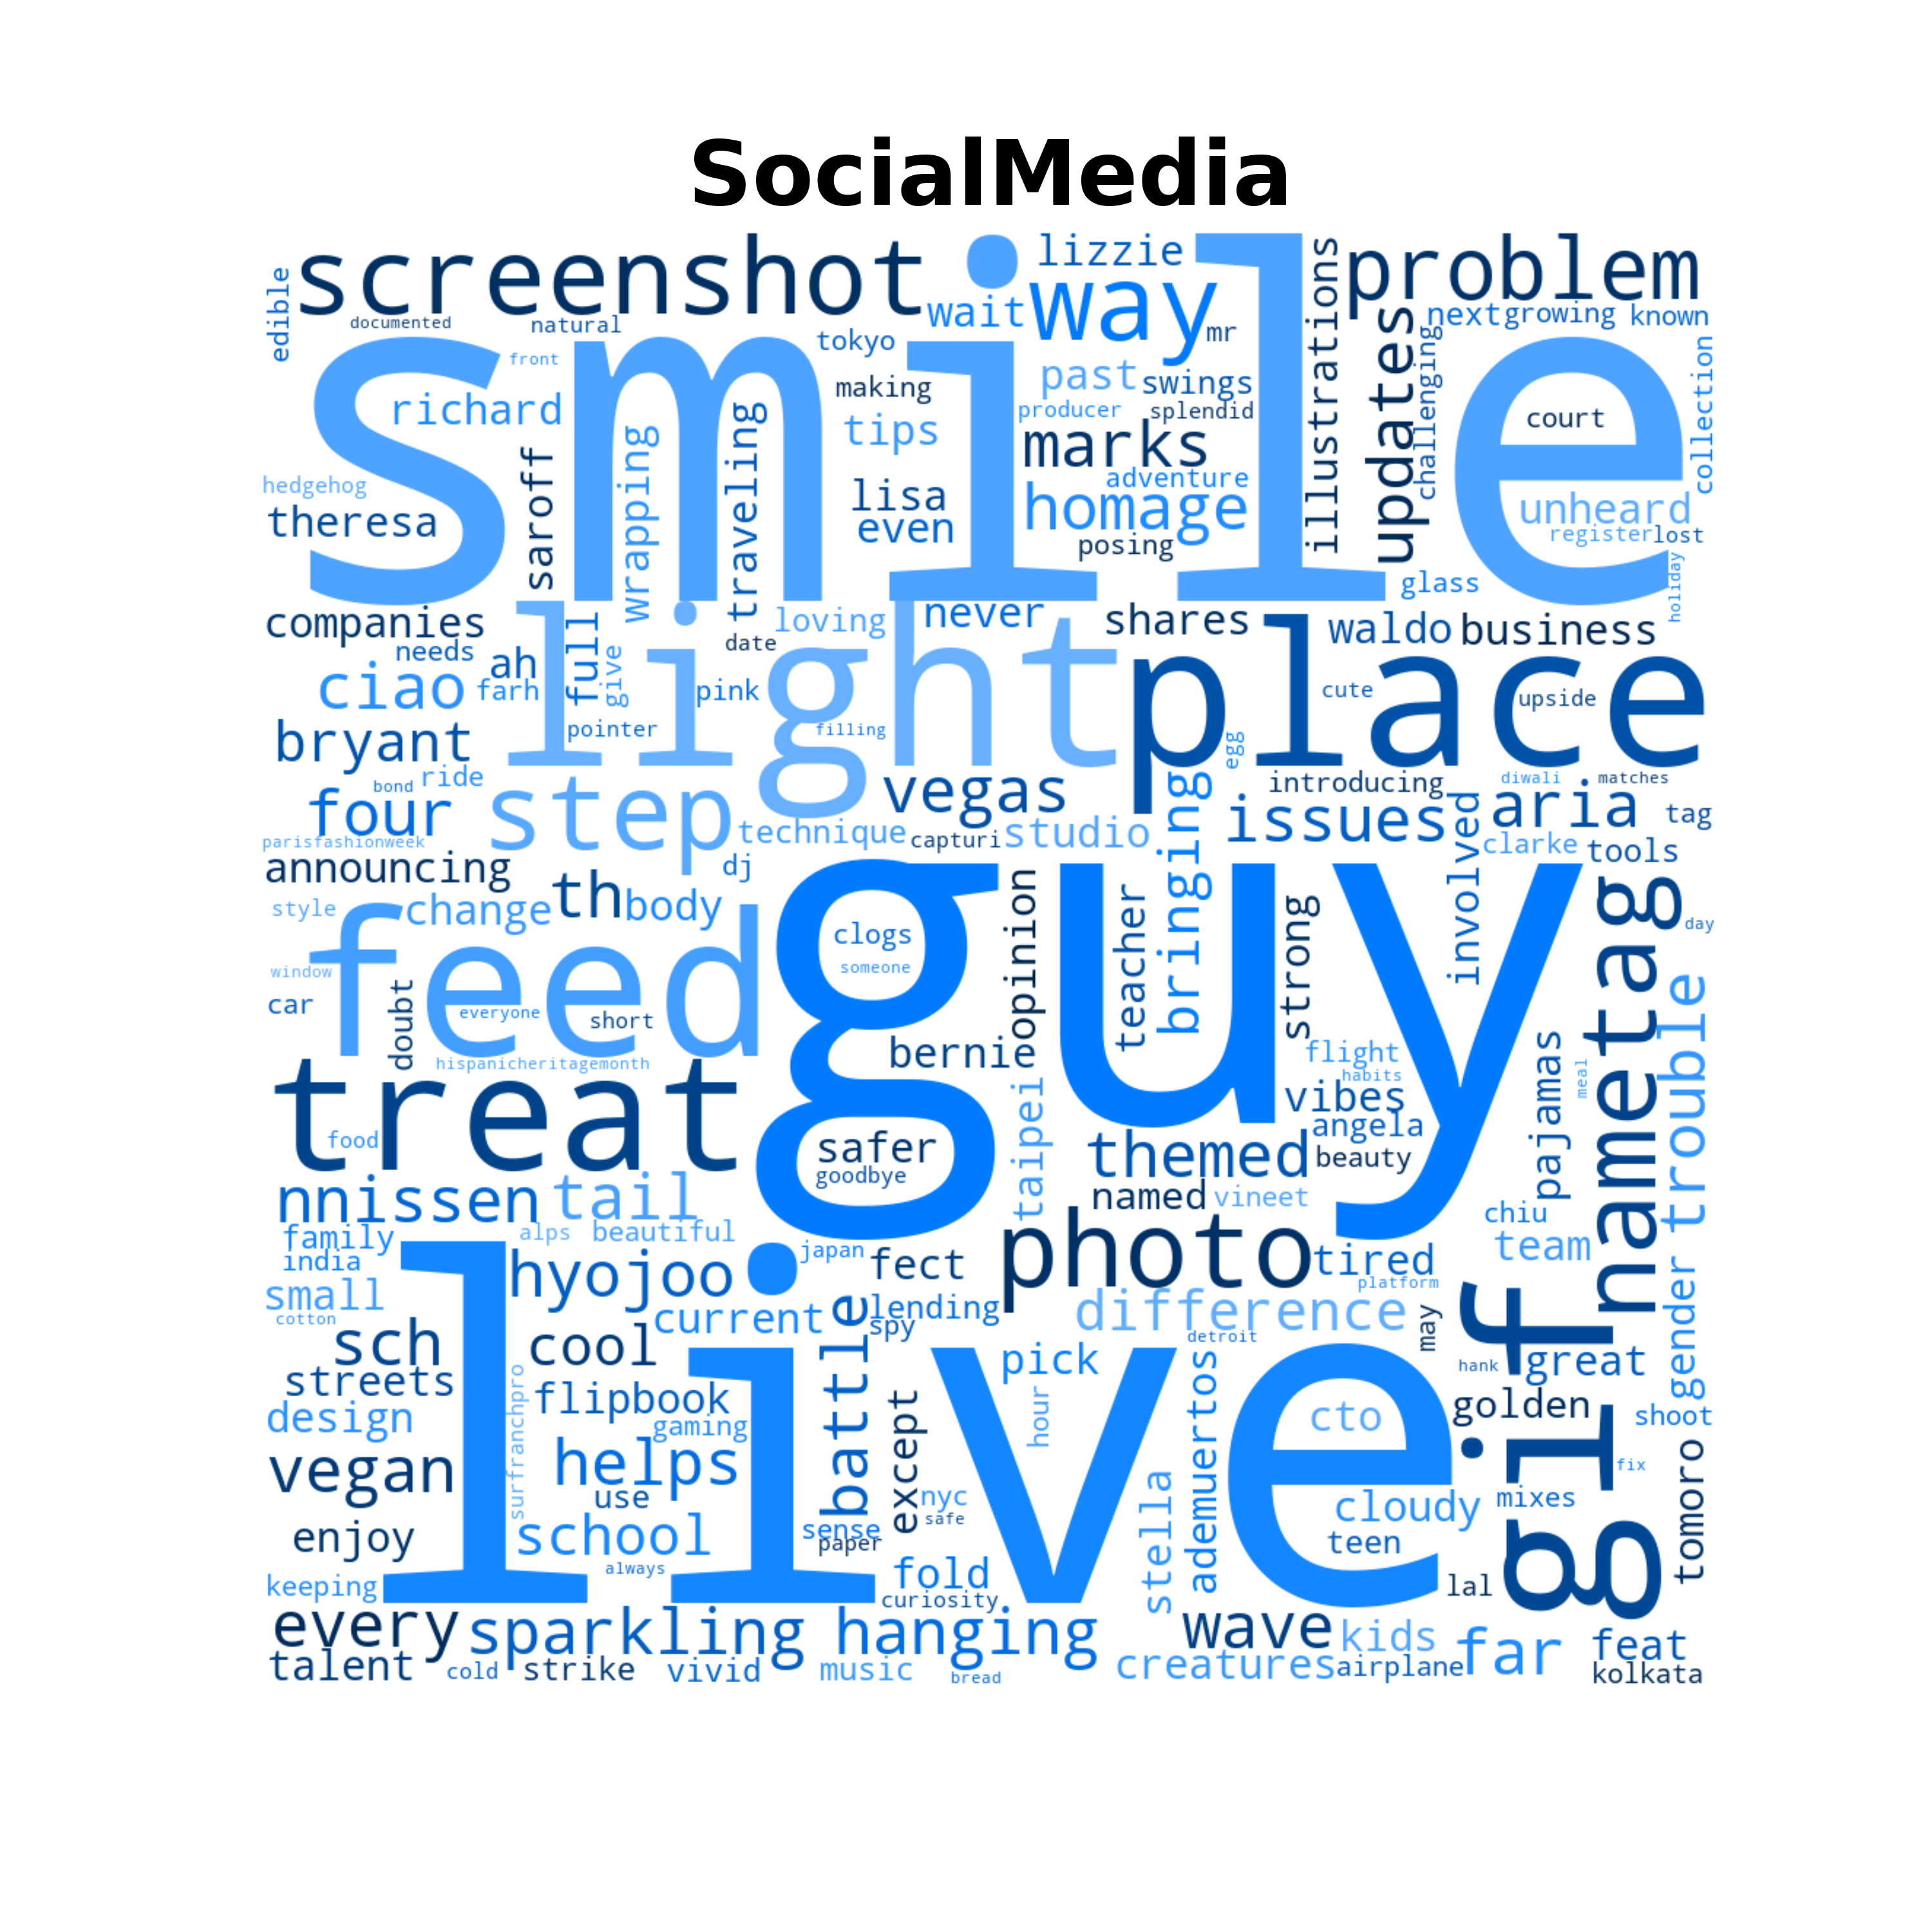 SocialMedia
screenshot
lizzie
problem
edible
wait
way
mr
illustrations
documented
natural
tokyo
next
growing
known
front
smile
updates
challenging
past
swings
making
producer
splendid
richard
tips
marks
court
collection
wrapping
traveling
saroff
adventure
hedgehog
lisa
homage
unheard
theresa
even
register
lost
posing
glass
holiday
companies
loving
never
shares
waldo
business
needs
ah
full
date
light
place
ciao
farh
give
pink
cute
upside
bryant
pointer
filling
egg
bond
ride
vegas
introducing
diwali
matches
four
step
bringing
issues
aria
tag
parisfashionweek
technique
capturi
studio
involved
clarke
tools
announcing
dj
th
style
change
body
guy
opinion
teacher
strong
nametag
day
feed
clogs
window
someone
car
doubt
everyone
short
trouble
hispanicheritagemonth
bernie
flight
habits
pajamas
meal
treat
vibes
food
safer
taipei
angela
goodbye
themed
beauty
nnissen
tail
named
vineet
chiu
family
alps
beautiful
photo
team
india
hyojoo
japan
fect
tired
gender
small
platform
cotton
current
lending
difference
gif
sch
spy
detroit
may
live
cool
battle
pick
hank
great
streets
surfranchpro
flipbook
except
hour
ademuertos
golden
shoot
design
gaming
cto
helps
fix
tomoro
vegan
use
nyc
stella
cloudy
mixes
enjoy
school
sense
safe
paper
teen
always
fold
keeping
curiosity
lal
every
sparkling
hanging
wave
kids
far
feat
talent
cold
strike
vivid
music
bread
creatures
airplane
kolkata